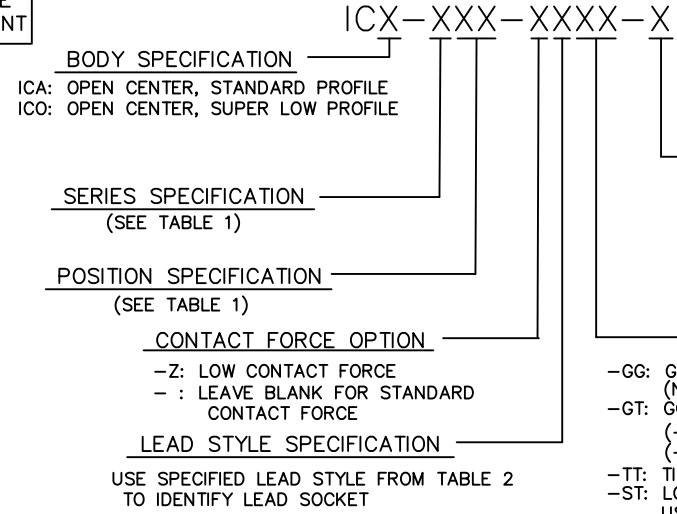 NT
ICX-XXX-XXXX-X
BODY SPECIFICATION
ICA: OPEN CENTER, STANDARD PROFILE
ICO: OPEN CENTER, SUPER LOW PROFILE
SERIES SPECIFICATION
(SEE TABLE 1)
POSITION SPECIFICATION
(SEE TABLE 1)
CONTACT FORCE OPTION
-Z: LOW CONTACT FORCE
- : LEAVE BLANK FOR STANDARD
CONTACT FORCE
LEAD STYLE SPECIFICATION
USE SPECIFIED LEAD STYLE FROM TABLE 2
TO IDENTIFY LEAD SOCKET
-GG: G
(N
-GT: G
(-
(-
-TT: TI
-ST: LO